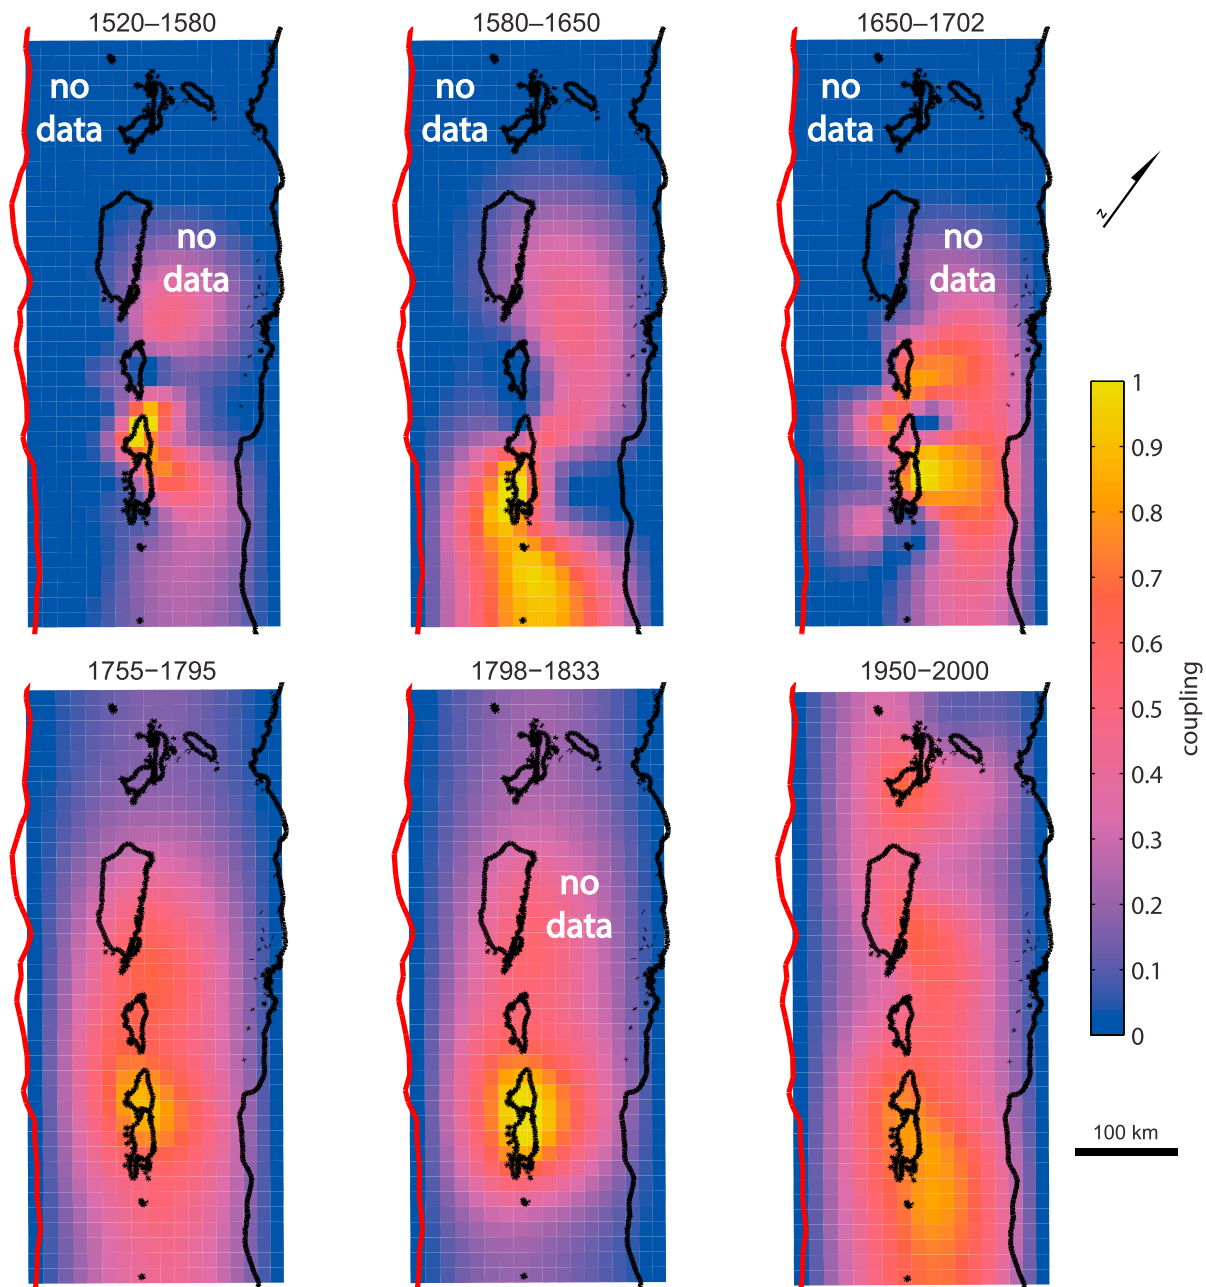 1520–1580
1580–1650
1650–1702
no
data
no
data
no
data
no
data
no
data
z
1
0.9
0.8
0.7
0.6
0.5
0.4
0.3
0.2
0.1
0
coupling
1755–1795
1798–1833
1950–2000
no
data
100 km